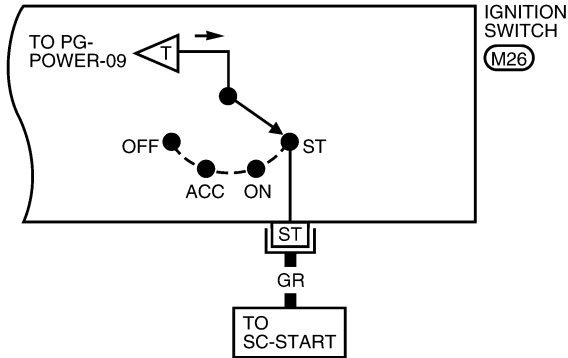 IGNITION
SWITCH
M26
TO PG-
POWER-09
T
OFF
ACC
ON
ST
ST
GR
TO
SC-START